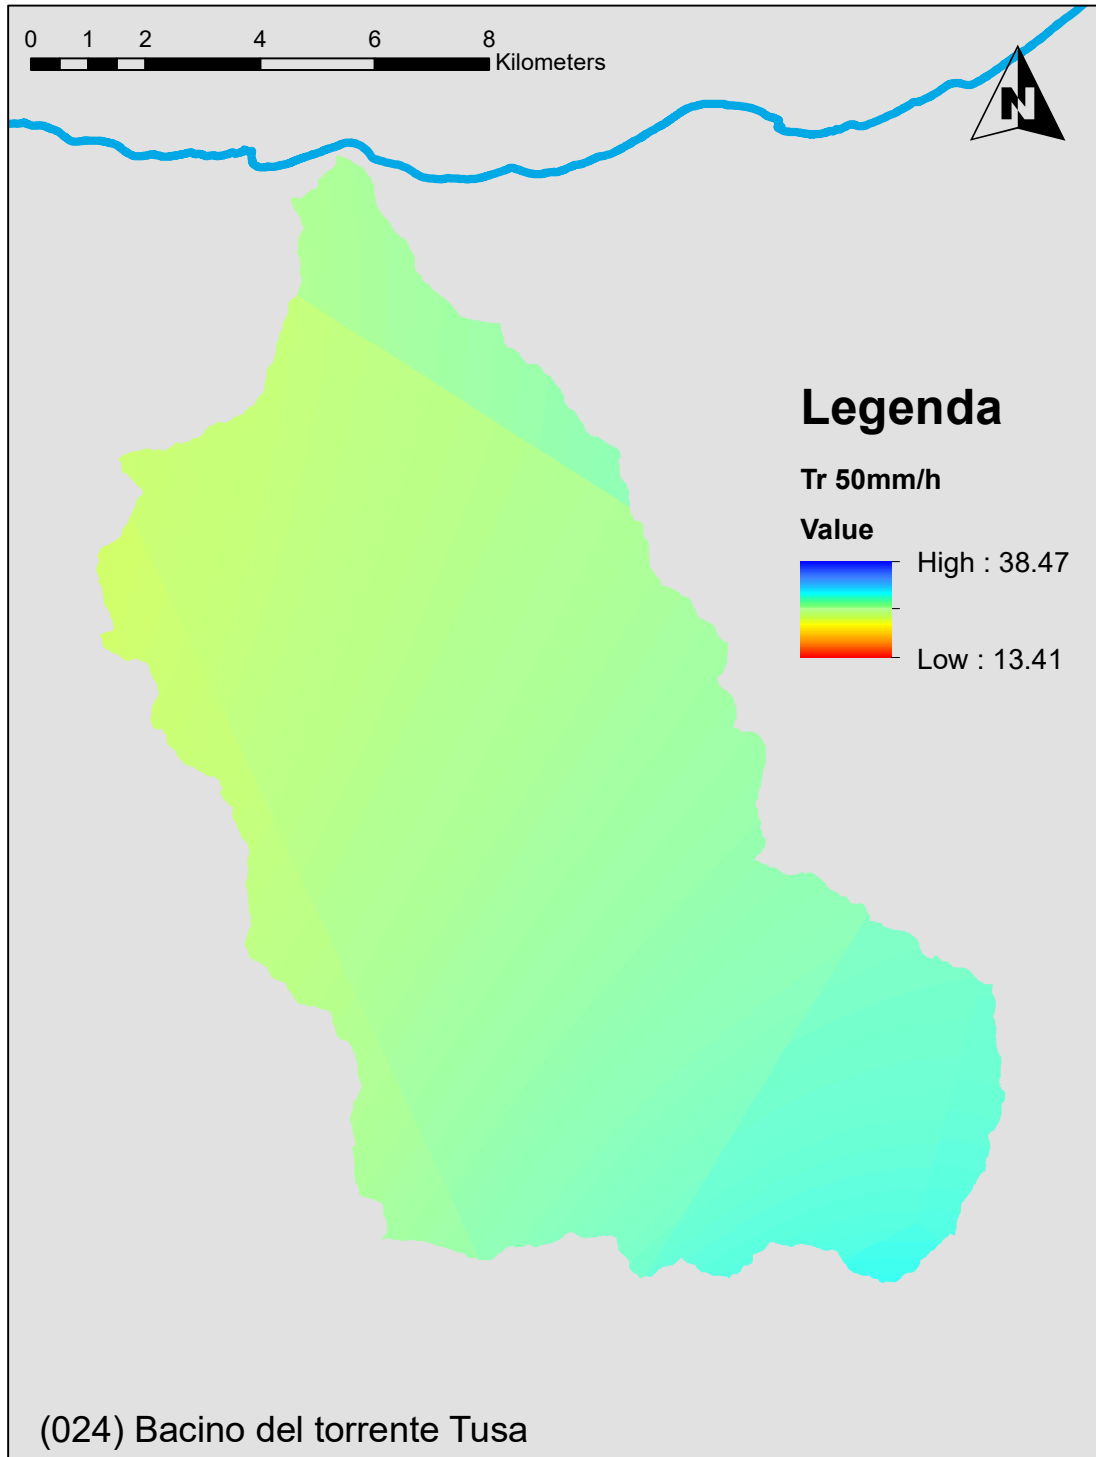 0 1 2 4 6 8
Kilometers
N
Legenda
Tr 50mm/h
Value
High : 38.47
Low : 13.41
(024) Bacino del torrente Tusa